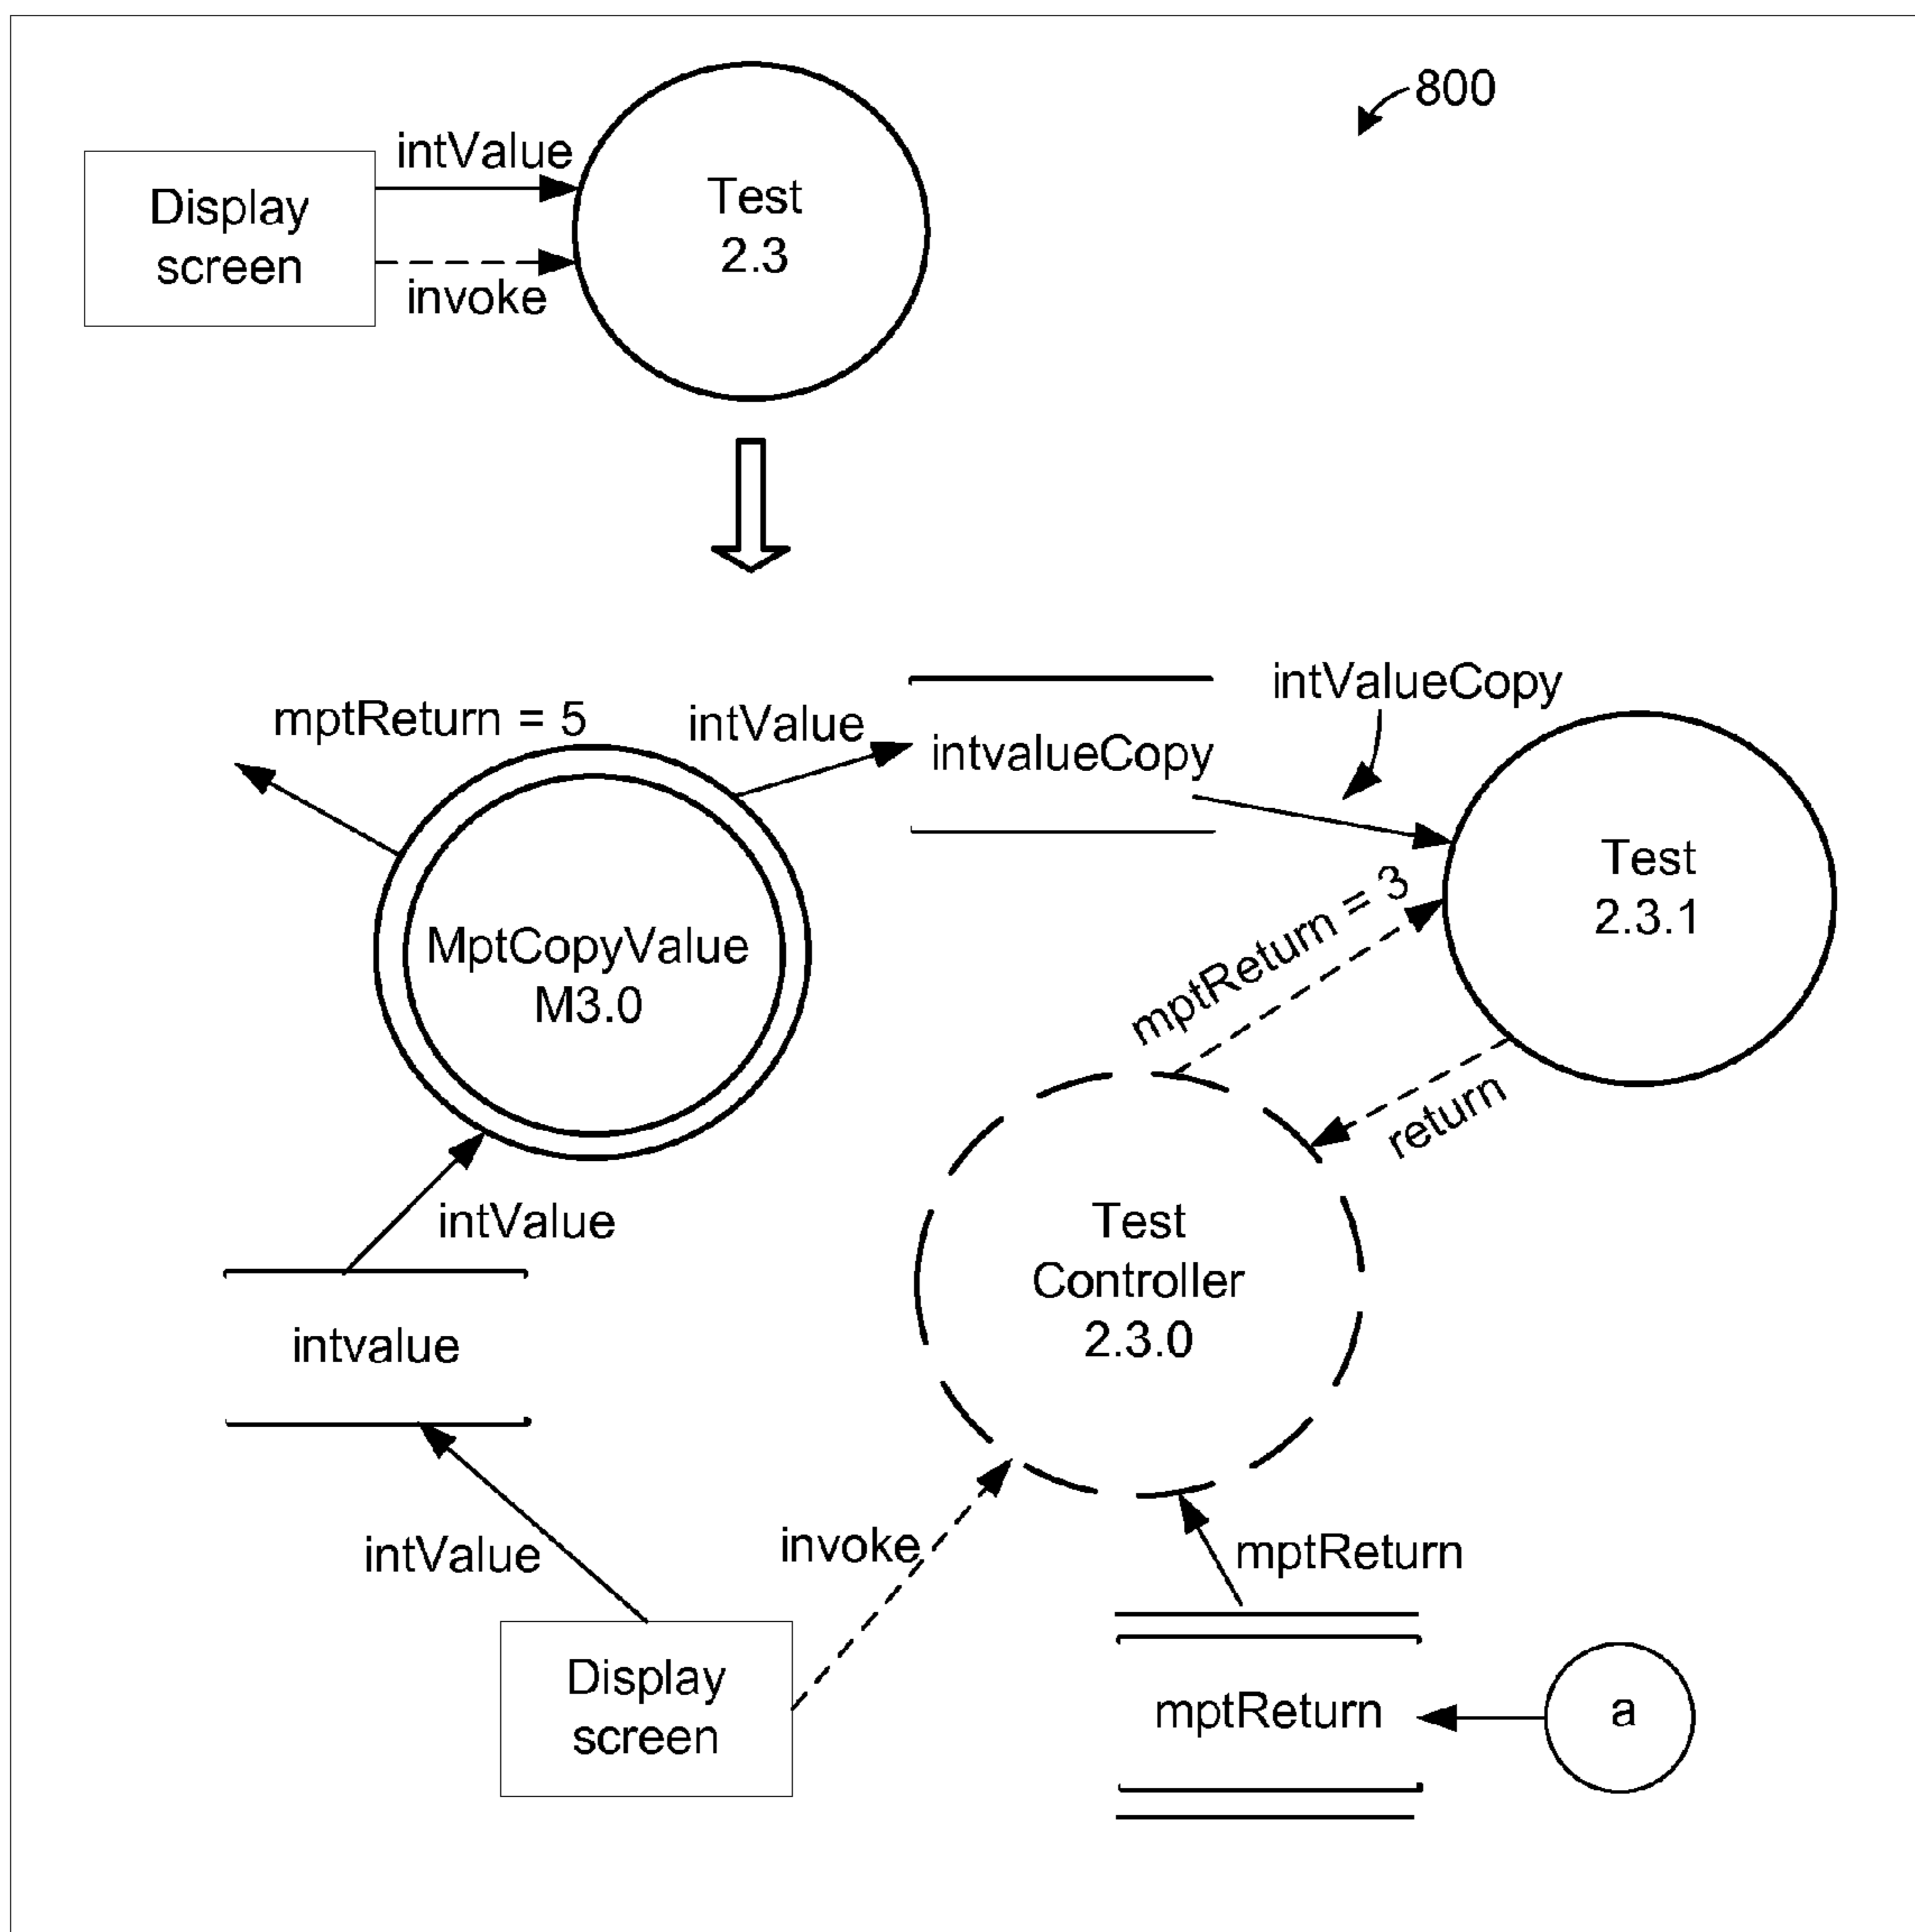 800
intValue
Display
screen
invoke
Test
2.3
intValueCopy
mptReturn = 5
intValue
intvalueCopy
Test
2.3.1
mptReturn = 3
MptCopyValue
M3.0
return
intValue
Test
Controller
2.3.0
intvalue
intValue
invoke
mptReturn
Display
screen
mptReturn
a